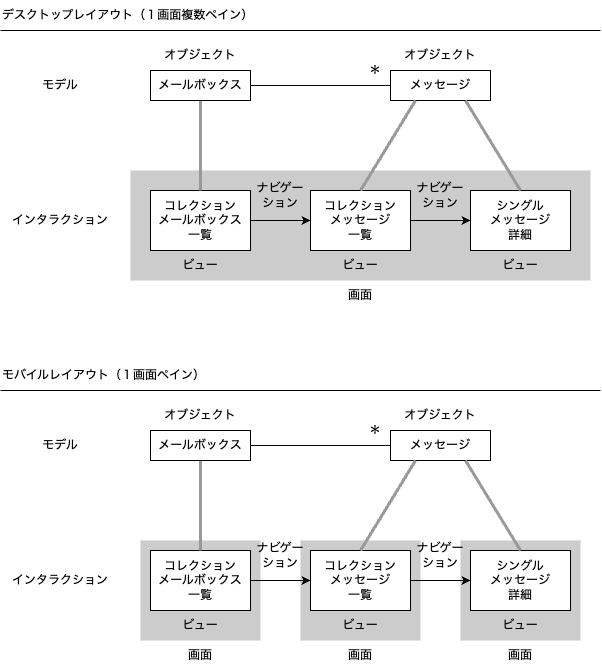 デスクトップレイアウト（１画面複数ペイン）
オブジェクト
オブジェクト
モデル
メールボックス
*
メッセージ
インタラクション
コレクション
メールボックス
一覧
ビュー
ナビゲー
ション
コレクション
メッセージ
一覧
ビュー
ナビゲー
ション
シングル
メッセージ
詳細
ビュー
画面
モバイルレイアウト（１画面ペイン）
オブジェクト
オブジェクト
モデル
メールボックス
*
メッセージ
インタラクション
コレクション
メールボックス
一覧
ビュー
画面
ナビゲー
ション
コレクション
メッセージ
一覧
ビュー
画面
ナビゲー
ション
シングル
メッセージ
詳細
ビュー
画面